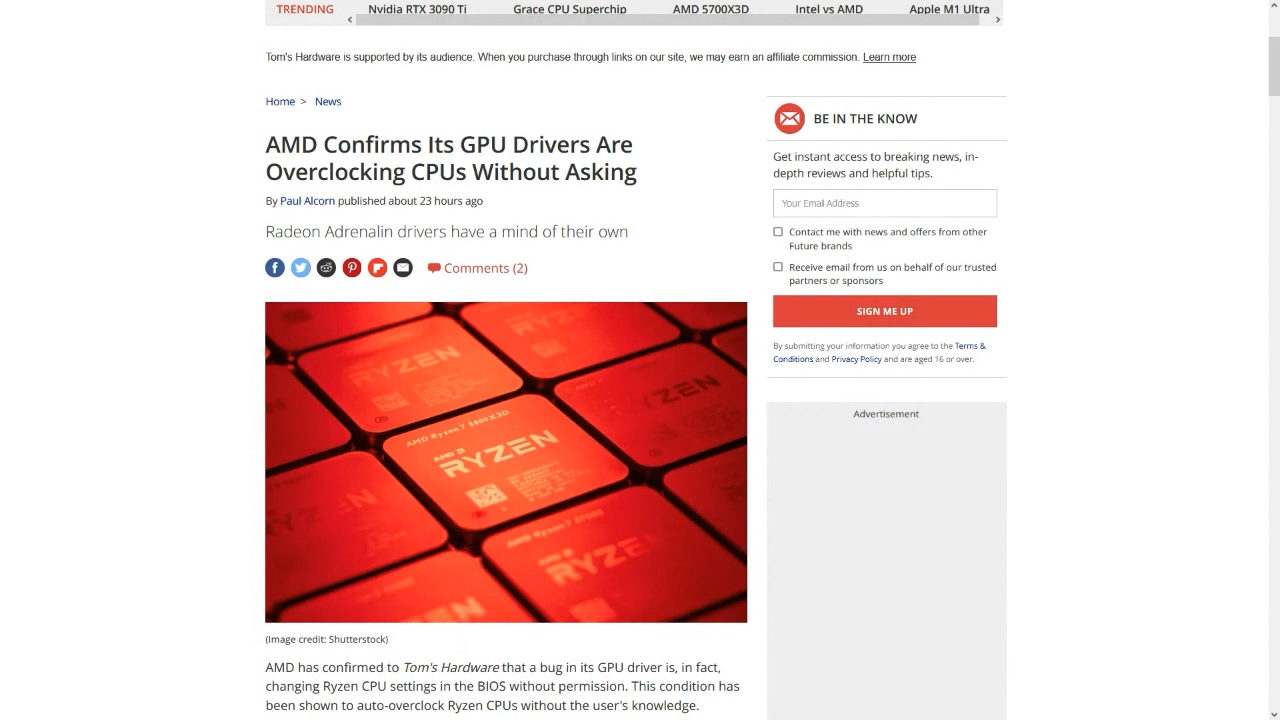 TRENDING Nvidia RTX 3090 Ti Grace CPU Superchip AMD 5700X3D Intel vs AMD Apple M1 Ultra
Tom's Hardware is supported by its audience. When you purchase through links on our site, we may earn an affiliate commission. Learn more
Home > News
AMD Confirms Its GPU Drivers Are
Overclocking CPUs Without Asking
By Paul Alcorn published about 23 hours ago
Radeon Adrenalin drivers have a mind of their own
Comments (2)
RYZEN
RYZEN
RYZEN
AMD Ryzen 7 5800X3D
AMD
RYZEN
RYZEN
(Image credit: Shutterstock)
AMD has confirmed to Tom's Hardware that a bug in its GPU driver is, in fact,
changing Ryzen CPU settings in the BIOS without permission. This condition has
been shown to auto-overclock Ryzen CPUs without the user's knowledge.
BE IN THE KNOW
Get instant access to breaking news, in-
depth reviews and helpful tips.
Your Email Address
Contact me with news and offers from other
Future brands
Receive email from us on behalf of our trusted
partners or sponsors
SIGN ME UP
By submitting your information you agree to the Terms &
Conditions and Privacy Policy and are aged 16 or over.
Advertisement